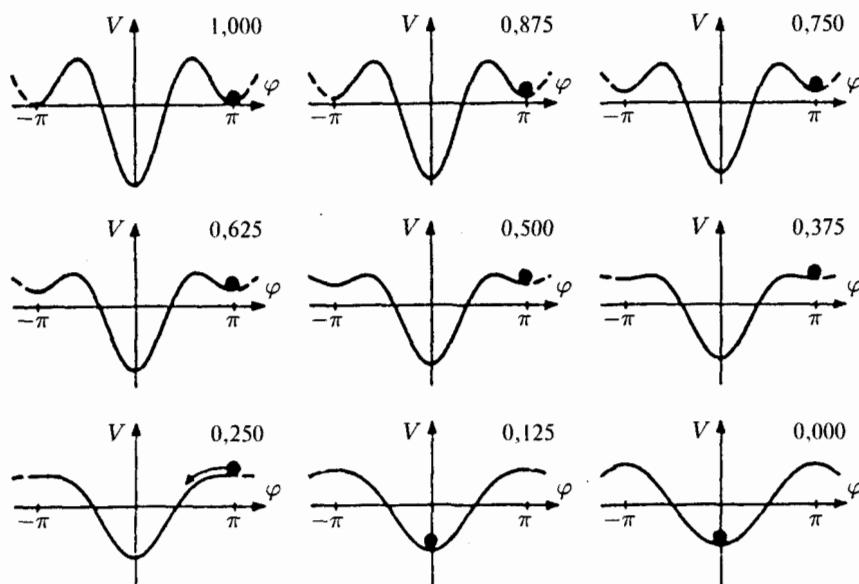 V 1,000 V 0,875 V 0,750
φ φ φ
−π π −π π −π π
V 0,625 V 0,500 V 0,375
φ φ φ
−π π −π π −π π
V 0,250 V 0,125 V 0,000
φ φ φ
−π π −π π −π π